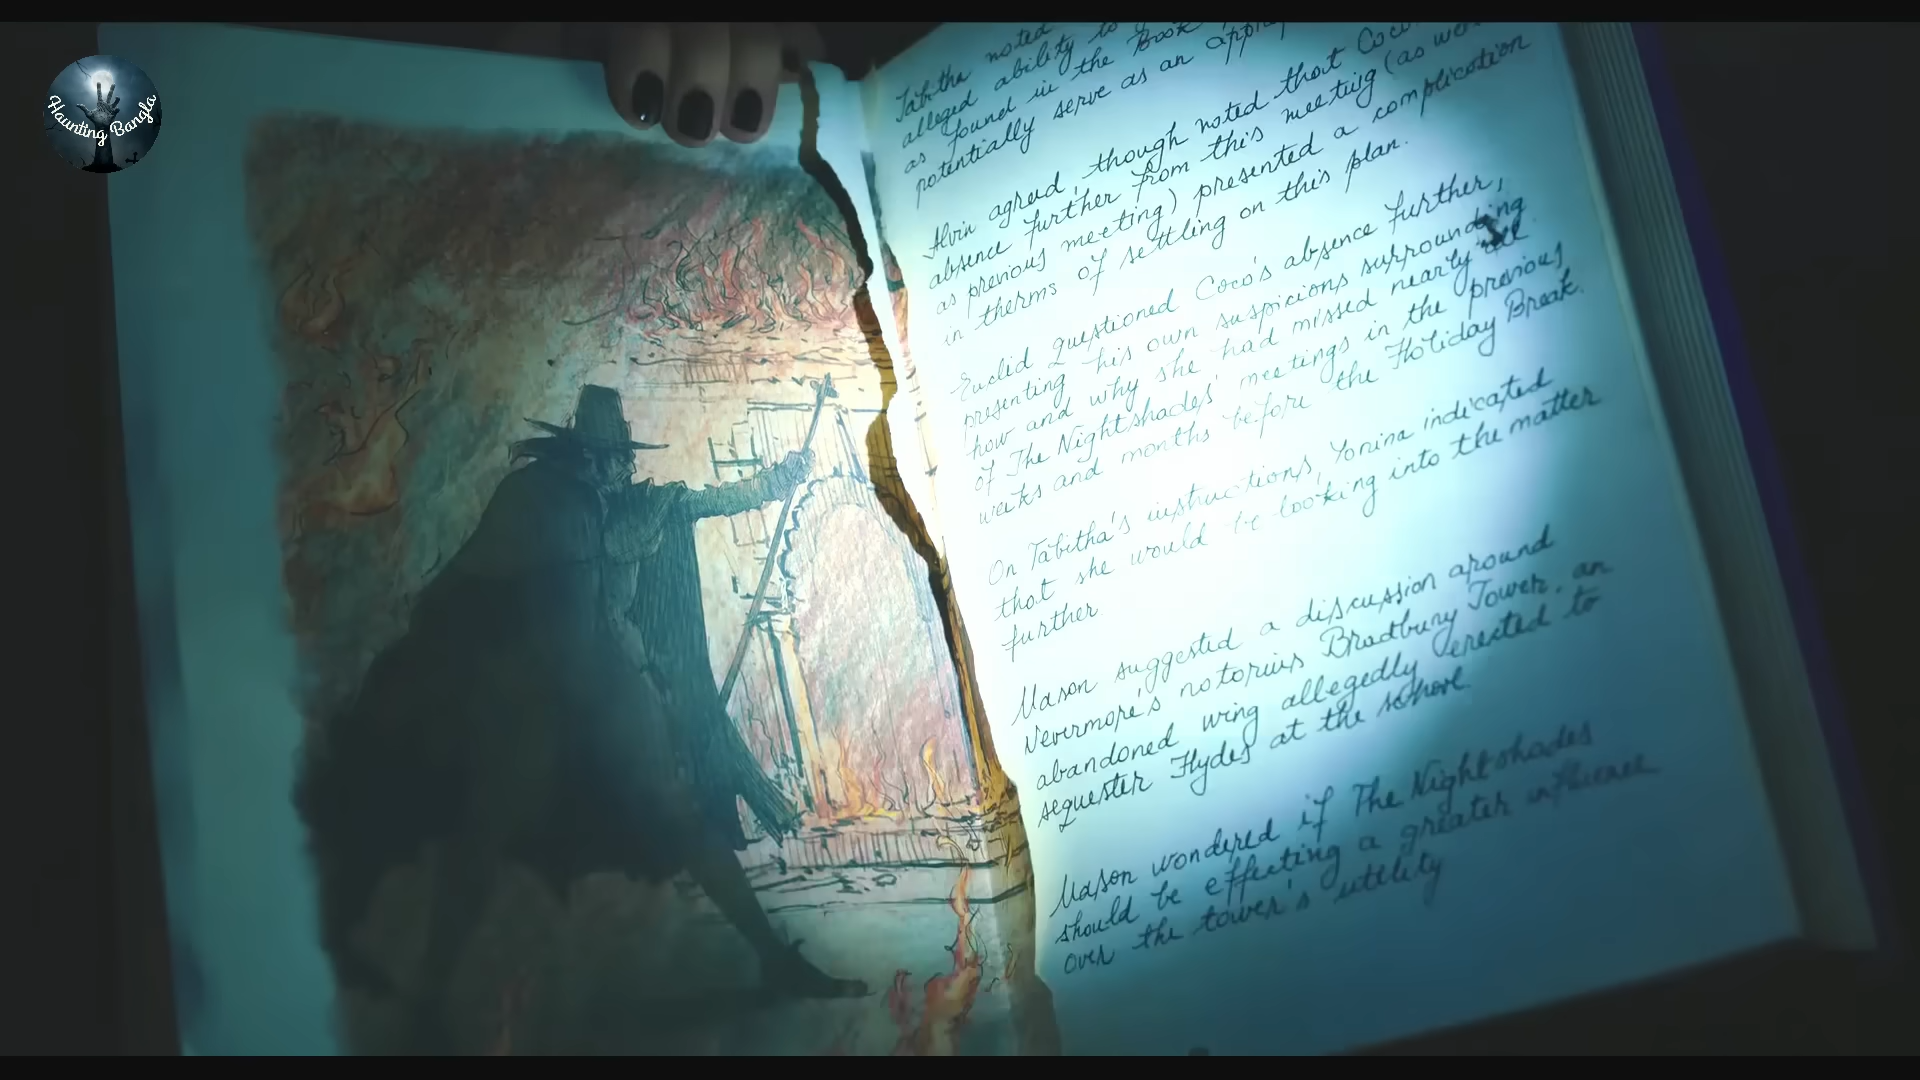 Haunting Bangla
Tabitha noted
alleged ability to
as found in the Book
potentially serve as an
Alvin agreed, though noted that Coco's
absence further from this meeting (as well
as previous meeting) presented a complication
in therms of settling on this plan.
Euclid questioned Coco's absence further,
presenting his own suspicions surrounding
how and why she had missed nearly all
of The Nightshades' meetings in the previous
weeks and months before the Holiday Break.
On Tabitha's instructions, Yonina indicated
that she would be looking into the matter
further.
Mason suggested a discussion around
Nevermore's notorius Bradbury Tower, an
abandoned wing allegedly erected to
sequester Hydes at the school.
Mason wondered if The Nightshades
should be effecting a greater influence
over the tower's utility